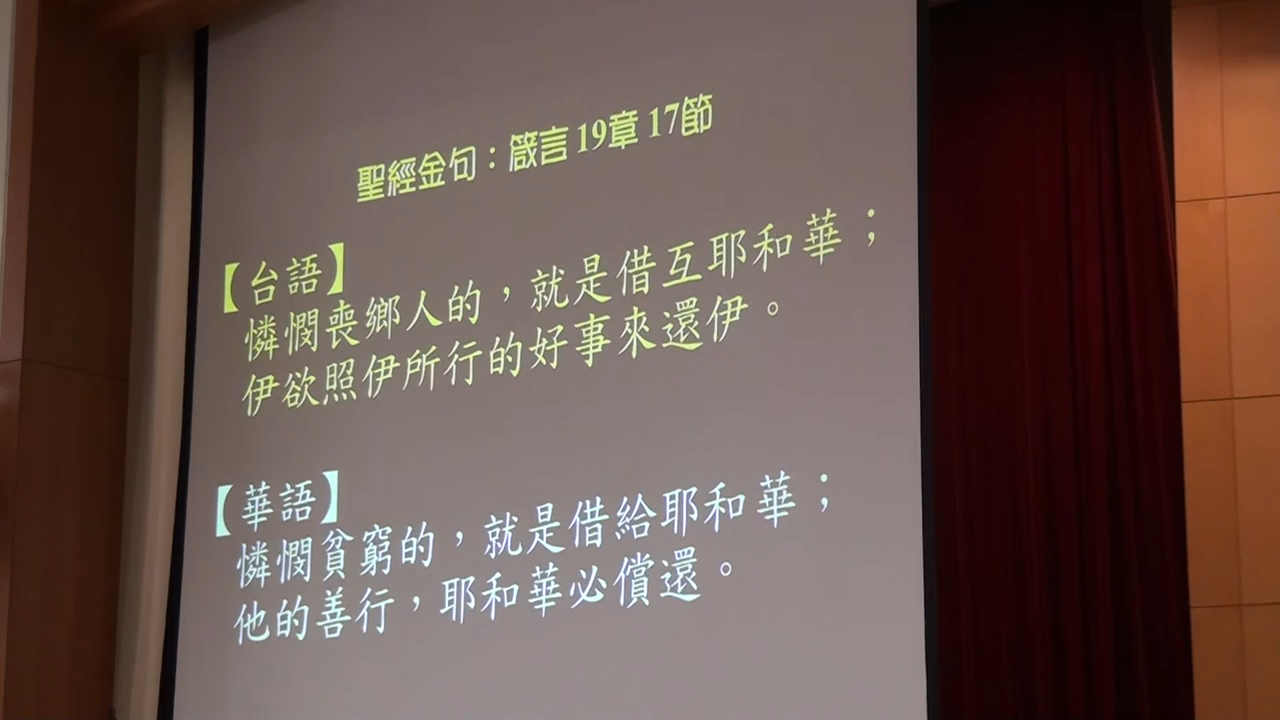 聖經金句：箴言19章17節
【台語】
憐憫喪鄉人的，就是借互耶和華；
伊欲照伊所行的好事來還伊。
【華語】
憐憫貧窮的，就是借給耶和華；
他的善行，耶和華必償還。